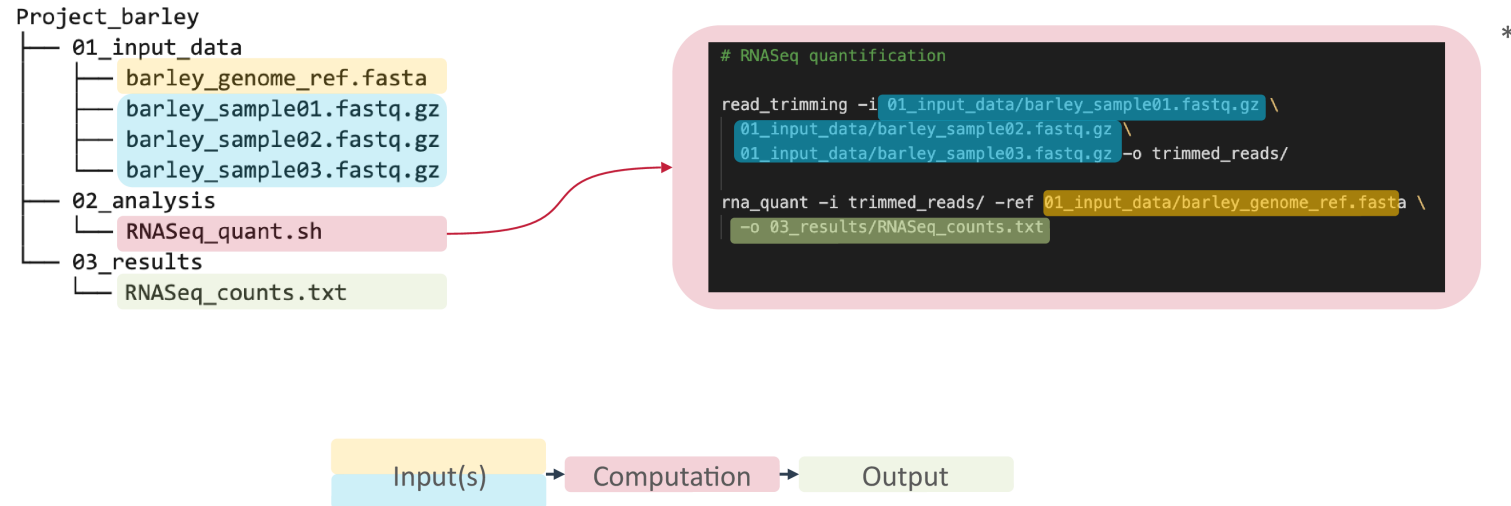 Project_barley
01_input_data
barley_genome_ref.fasta
barley_sample01.fastq.gz
barley_sample02.fastq.gz
barley_sample03.fastq.gz
02_analysis
RNASeq_quant.sh
03_results
RNASeq_counts.txt
*
# RNASeq quantification
read_trimming -i 01_input_data/barley_sample01.fastq.gz \
01_input_data/barley_sample02.fastq.gz \
01_input_data/barley_sample03.fastq.gz -o trimmed_reads/
rna_quant -i trimmed_reads/ -ref 01_input_data/barley_genome_ref.fasta \
-o 03_results/RNASeq_counts.txt
Input(s)
Computation
Output